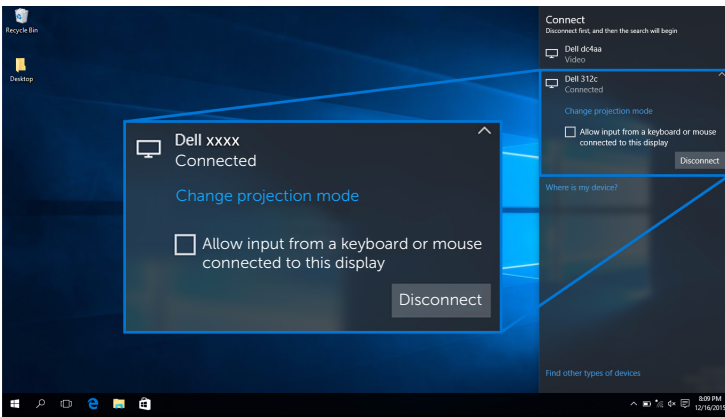 Recycle Bin
Desktop
Dell xxxx
Connected
Change projection mode
Allow input from a keyboard or mouse
connected to this display
Disconnect
Connect
Disconnect first, and then the search will begin
Dell dc4aa
Video
Dell 312c
Connected
Change projection mode
Allow input from a keyboard or mouse
connected to this display
Disconnect
Where is my device?
Find other types of devices
8:09 PM
12/16/2015